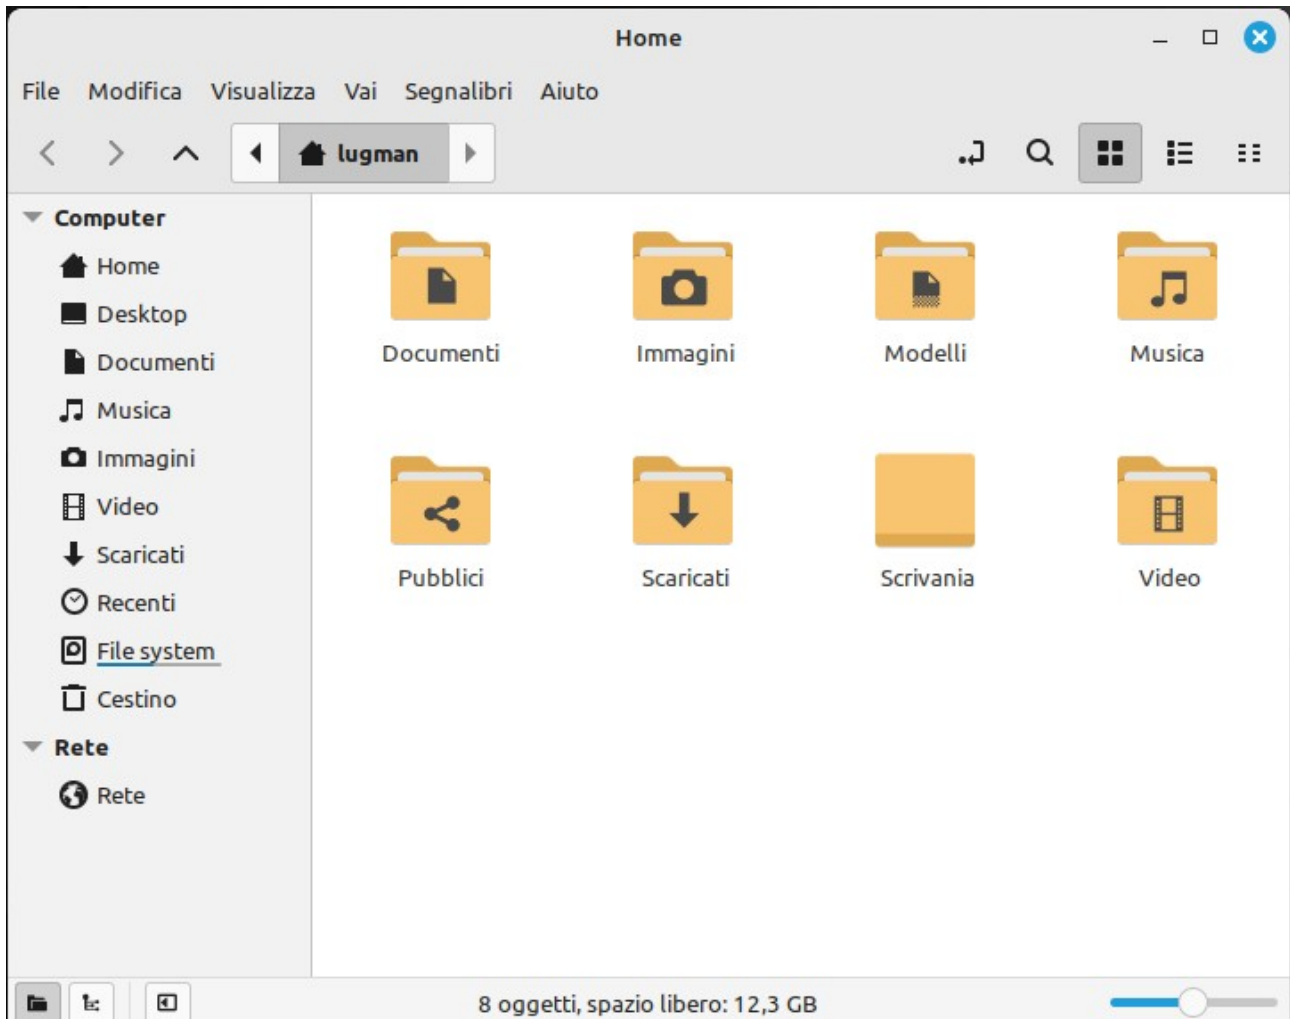 Home
File Modifica Visualizza Vai Segnalibri Aiuto
lugman
Computer
Home
Desktop
Documenti
Musica
Immagini
Video
Scaricati
Recenti
File system
Cestino
Rete
Rete
Documenti Immagini Modelli Musica
Pubblici Scaricati Scrivania Video
8 oggetti, spazio libero: 12,3 GB